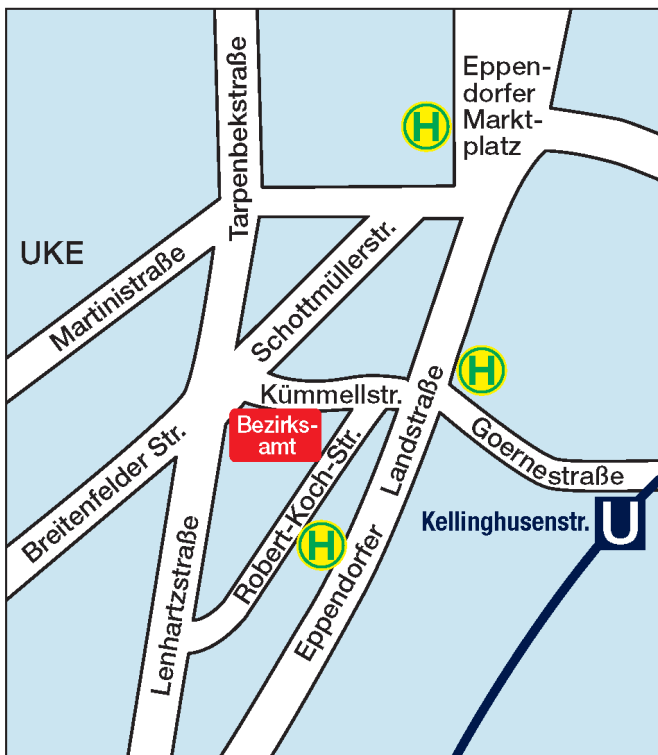 Eppen-
dorfer
Markt-
platz
H
Tarpenbekstraße
UKE
Martinistraße
Schottmüllerstr.
H
Kümmellstr.
Bezirks-
amt
Landstraße
Goernestraße
Breitenfelder Str.
Robert-Koch-Str.
Kellinghusenstr.
U
H
Eppendorfer
Lenhartzstraße